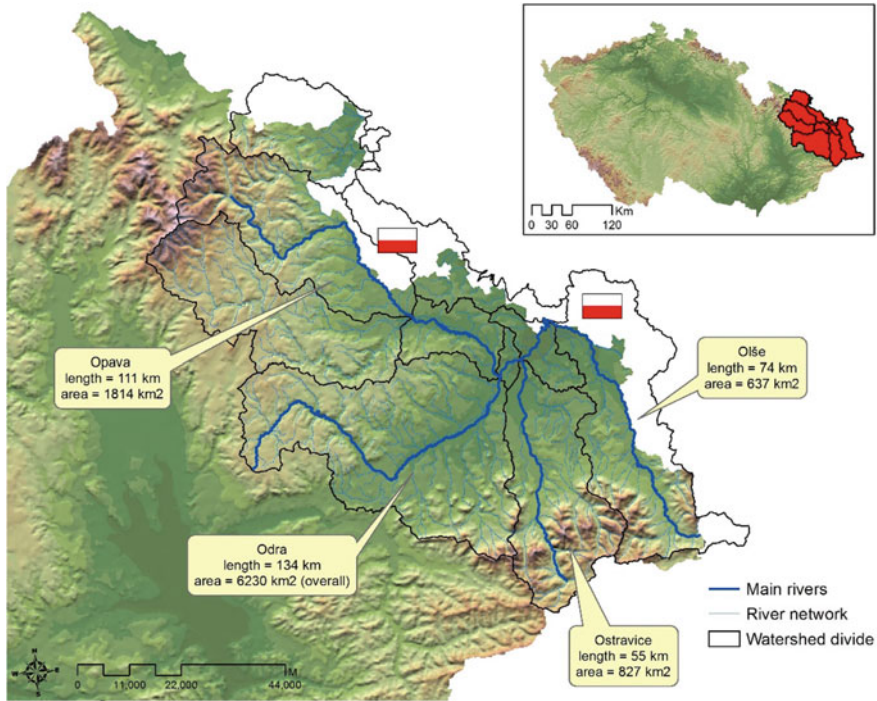 Km
0 30 60 120
Opava
length = 111 km
area = 1814 km2
Olše
length = 74 km
area = 637 km2
Odra
length = 134 km
area = 6230 km2 (overall)
Ostravice
length = 55 km
area = 827 km2
Main rivers
River network
Watershed divide
N
W E
S
M
0 11,000 22,000 44,000